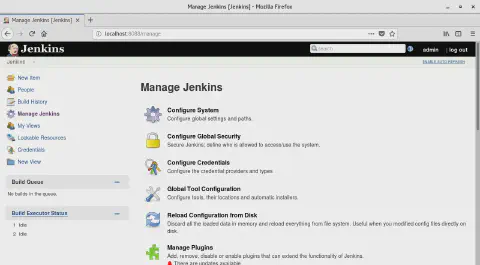 Manage Jenkins [Jenkins] - Mozilla Firefox
Manage Jenkins [Jenkins]
localhost:8080/manage
Jenkins
search
admin
log out
Jenkins
ENABLE AUTO REFRESH
New Item
People
Build History
Manage Jenkins
My Views
Lockable Resources
Credentials
New View
Build Queue
No builds in the queue.
Build Executor Status
1 Idle
2 Idle
Manage Jenkins
Configure System
Configure global settings and paths.
Configure Global Security
Secure Jenkins; define who is allowed to access/use the system.
Configure Credentials
Configure the credential providers and types
Global Tool Configuration
Configure tools, their locations and automatic installers.
Reload Configuration from Disk
Discard all the loaded data in memory and reload everything from file system. Useful when you modified config files directly on
disk.
Manage Plugins
Add, remove, disable or enable plugins that can extend the functionality of Jenkins.
There are updates available